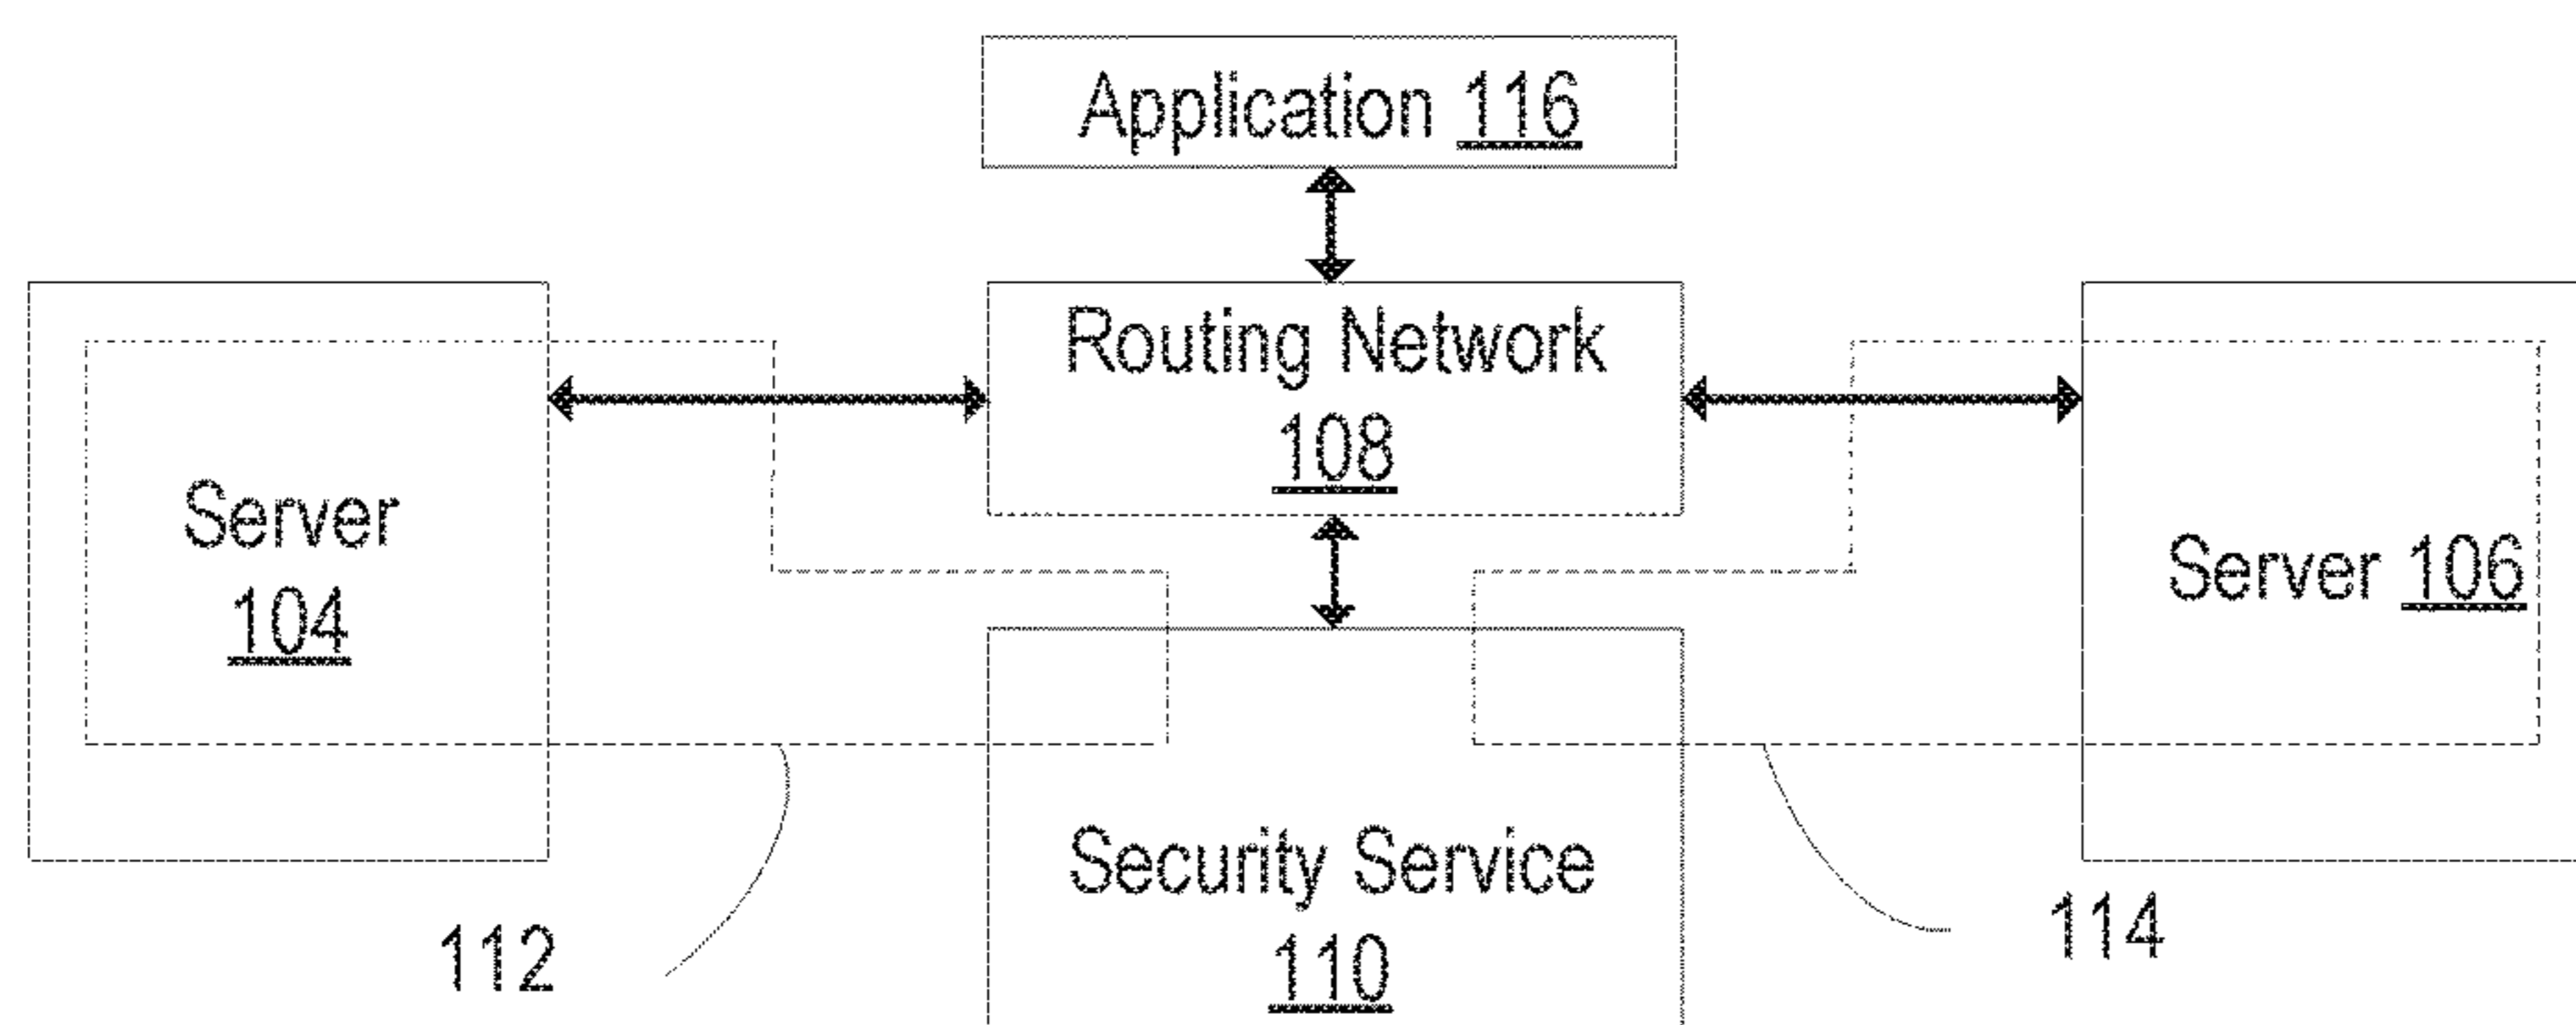 Application 116
Routing Network
108
Server
104
Server 106
Security Service
110
112
114